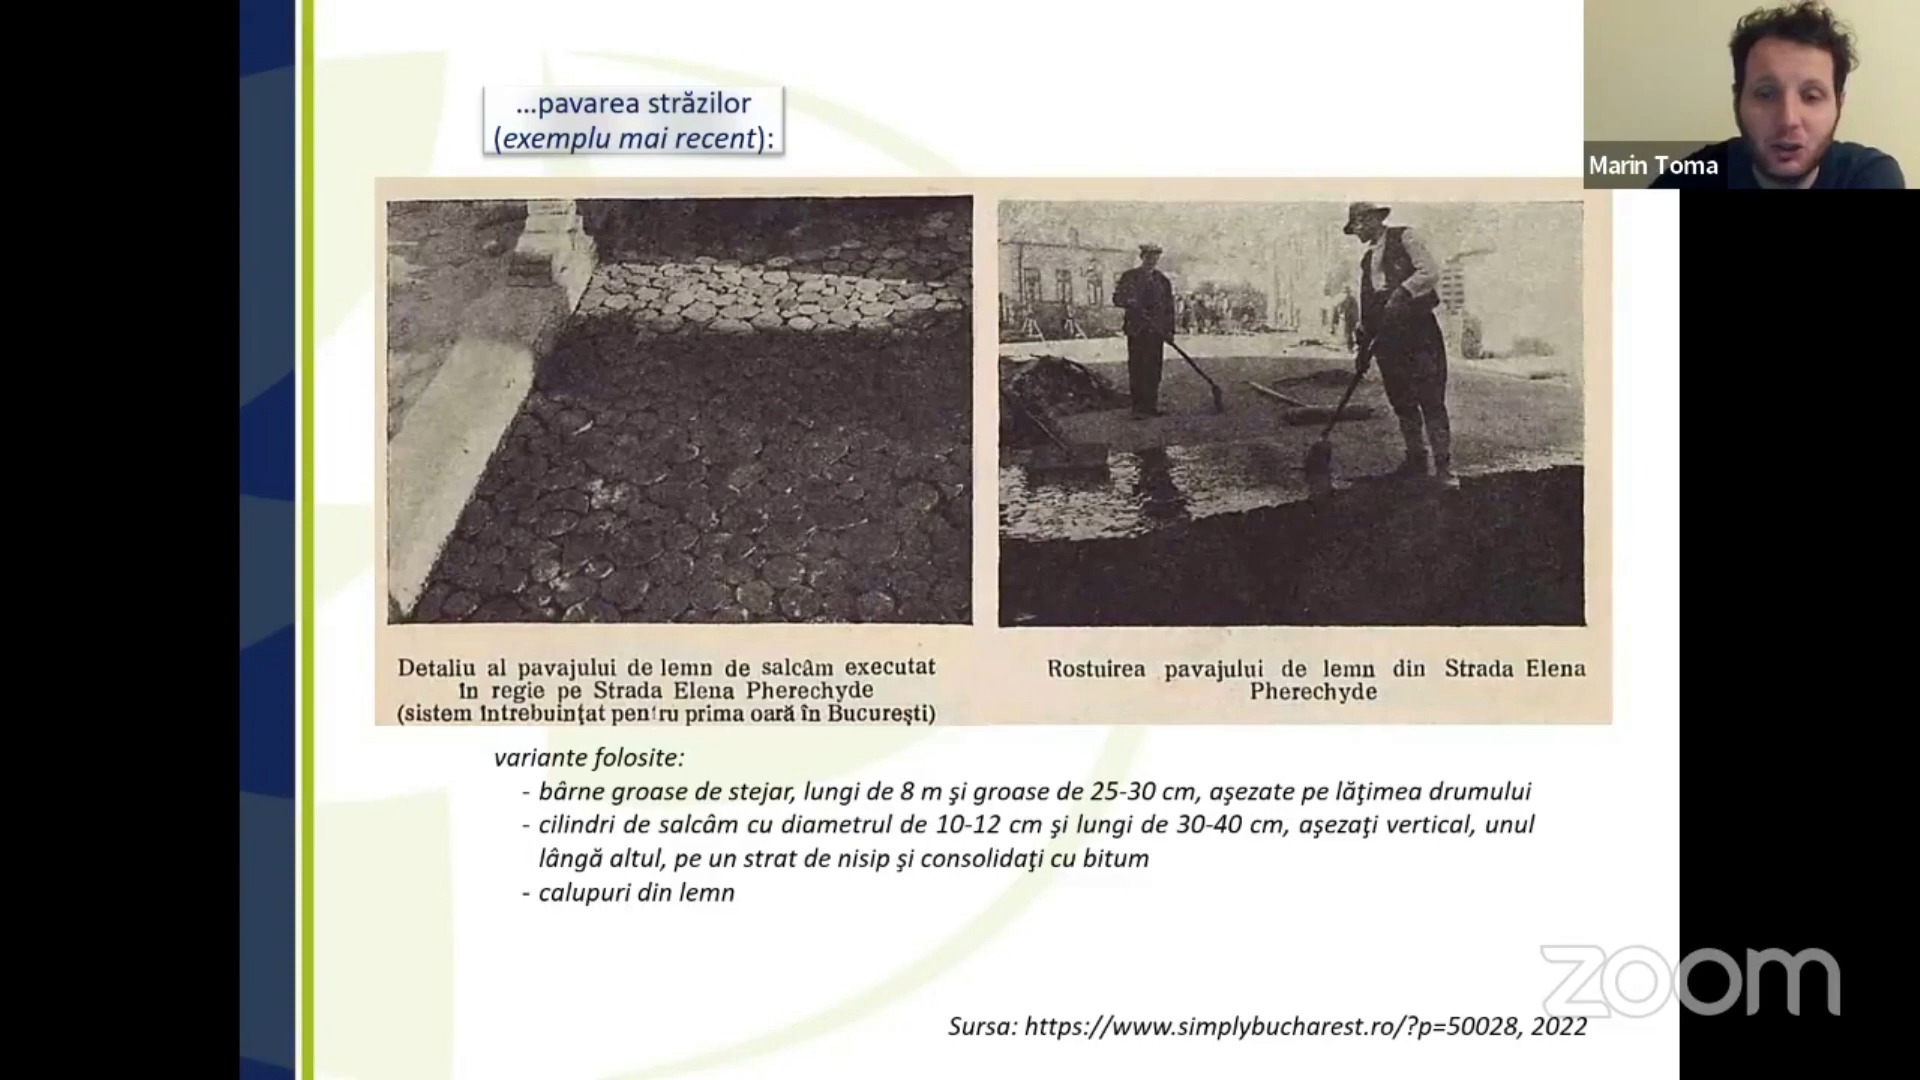 ...pavarea străzilor
(exemplu mai recent):
Marin Toma
Detaliu al pavajului de lemn de salcâm executat
în regie pe Strada Elena Pherechyde
(sistem întrebuințat pentru prima oară în București)
Rostuirea pavajului de lemn din Strada Elena
Pherechyde
variante folosite:
- bârne groase de stejar, lungi de 8 m şi groase de 25-30 cm, aşezate pe lăţimea drumului
- cilindri de salcâm cu diametrul de 10-12 cm şi lungi de 30-40 cm, aşezaţi vertical, unul
lângă altul, pe un strat de nisip şi consolidaţi cu bitum
- calupuri din lemn
zoom
Sursa: https://www.simplybucharest.ro/?p=50028, 2022